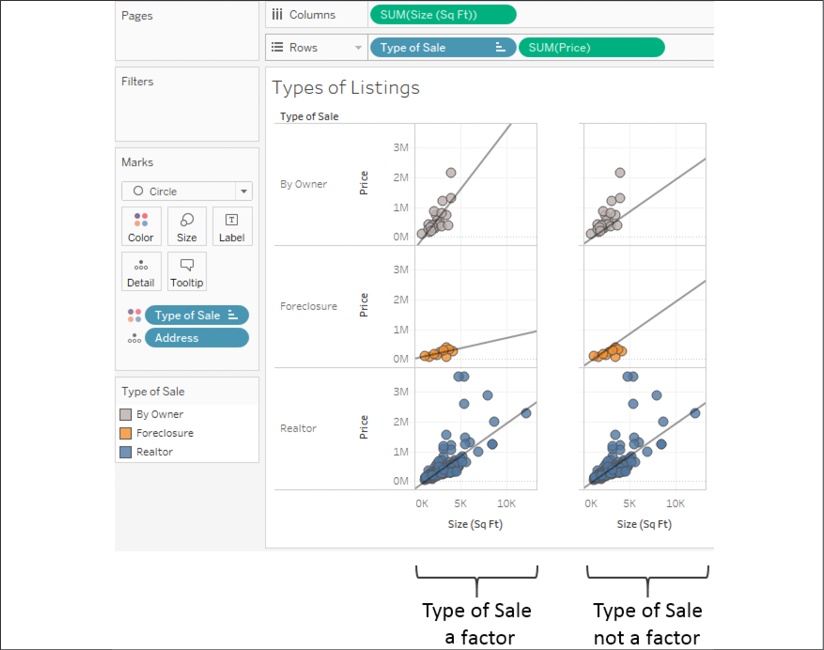 Pages
Columns
SUM(Size (Sq Ft))
Rows
Type of Sale
SUM(Price)
Filters
Types of Listings
Type of Sale
Marks
Circle
Color
Size
Label
Detail
Tooltip
Type of Sale
Address
Type of Sale
By Owner
Foreclosure
Realtor
By Owner
Price
3M
2M
1M
0M
Foreclosure
Price
3M
2M
1M
0M
Realtor
Price
3M
2M
1M
0M
0K 5K 10K
0K 5K 10K
Size (Sq Ft)
Size (Sq Ft)
Type of Sale
a factor
Type of Sale
not a factor